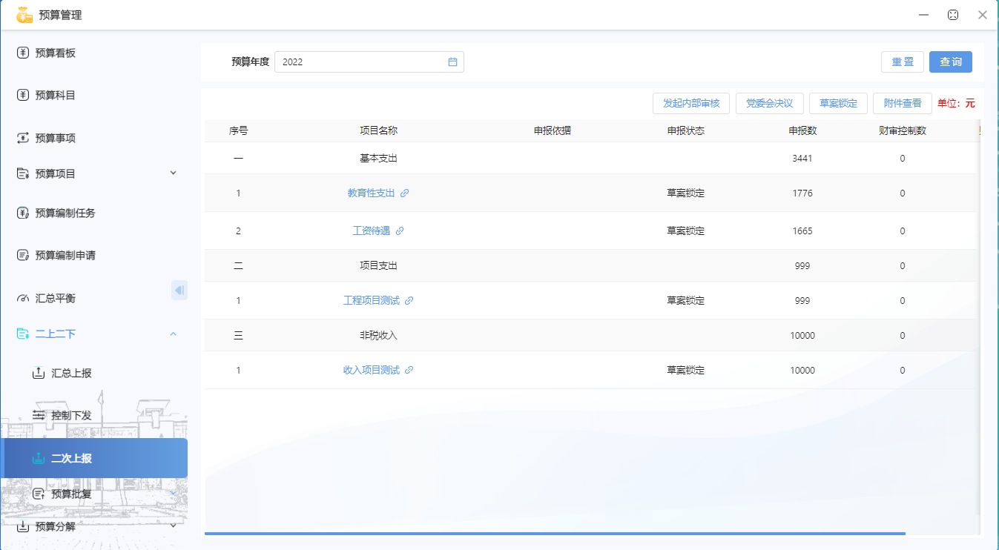 预算管理
预算看板
预算科目
预算事项
预算项目
预算编制任务
预算编制申请
汇总平衡
二上二下
汇总上报
控制下发
二次上报
预算批复
预算分解
预算年度 2022 重置 查询
发起内部审核 党委会决议 草案锁定 附件查看 单位：元
序号 项目名称 申报依据 申报状态 申报数 财审控制数
一 基本支出 3441 0
1 教育性支出 草案锁定 1776 0
2 工资待遇 草案锁定 1665 0
二 项目支出 999 0
1 工程项目测试 草案锁定 999 0
三 非税收入 10000 0
1 收入项目测试 草案锁定 10000 0